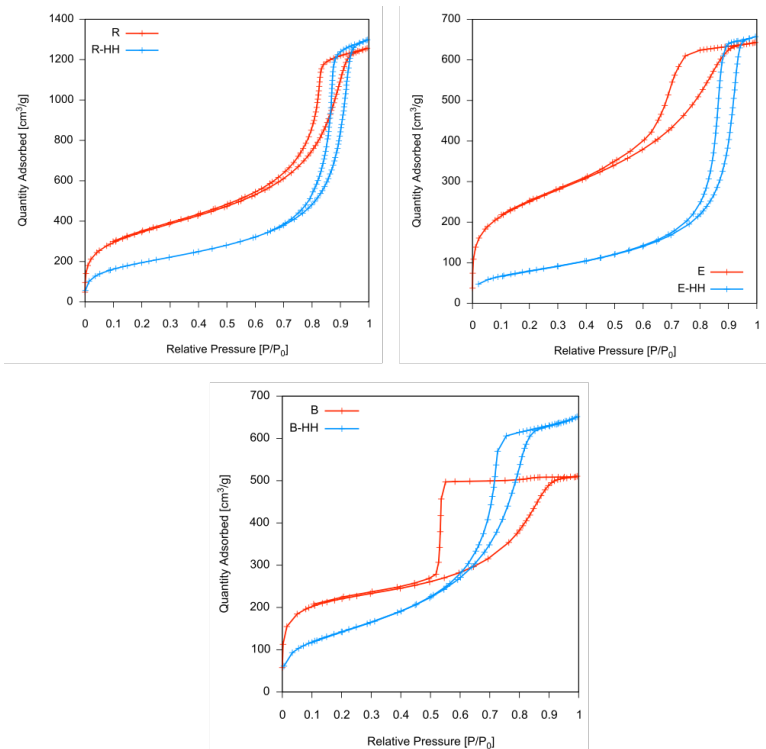 1400
1200
1000
800
600
400
200
0
Quantity Adsorbed [cm³/g]
R
R-HH
0 0.1 0.2 0.3 0.4 0.5 0.6 0.7 0.8 0.9 1
Relative Pressure [P/P₀]
700
600
500
400
300
200
100
0
Quantity Adsorbed [cm³/g]
E
E-HH
0 0.1 0.2 0.3 0.4 0.5 0.6 0.7 0.8 0.9 1
Relative Pressure [P/P₀]
700
600
500
400
300
200
100
0
Quantity Adsorbed [cm³/g]
B
B-HH
0 0.1 0.2 0.3 0.4 0.5 0.6 0.7 0.8 0.9 1
Relative Pressure [P/P₀]